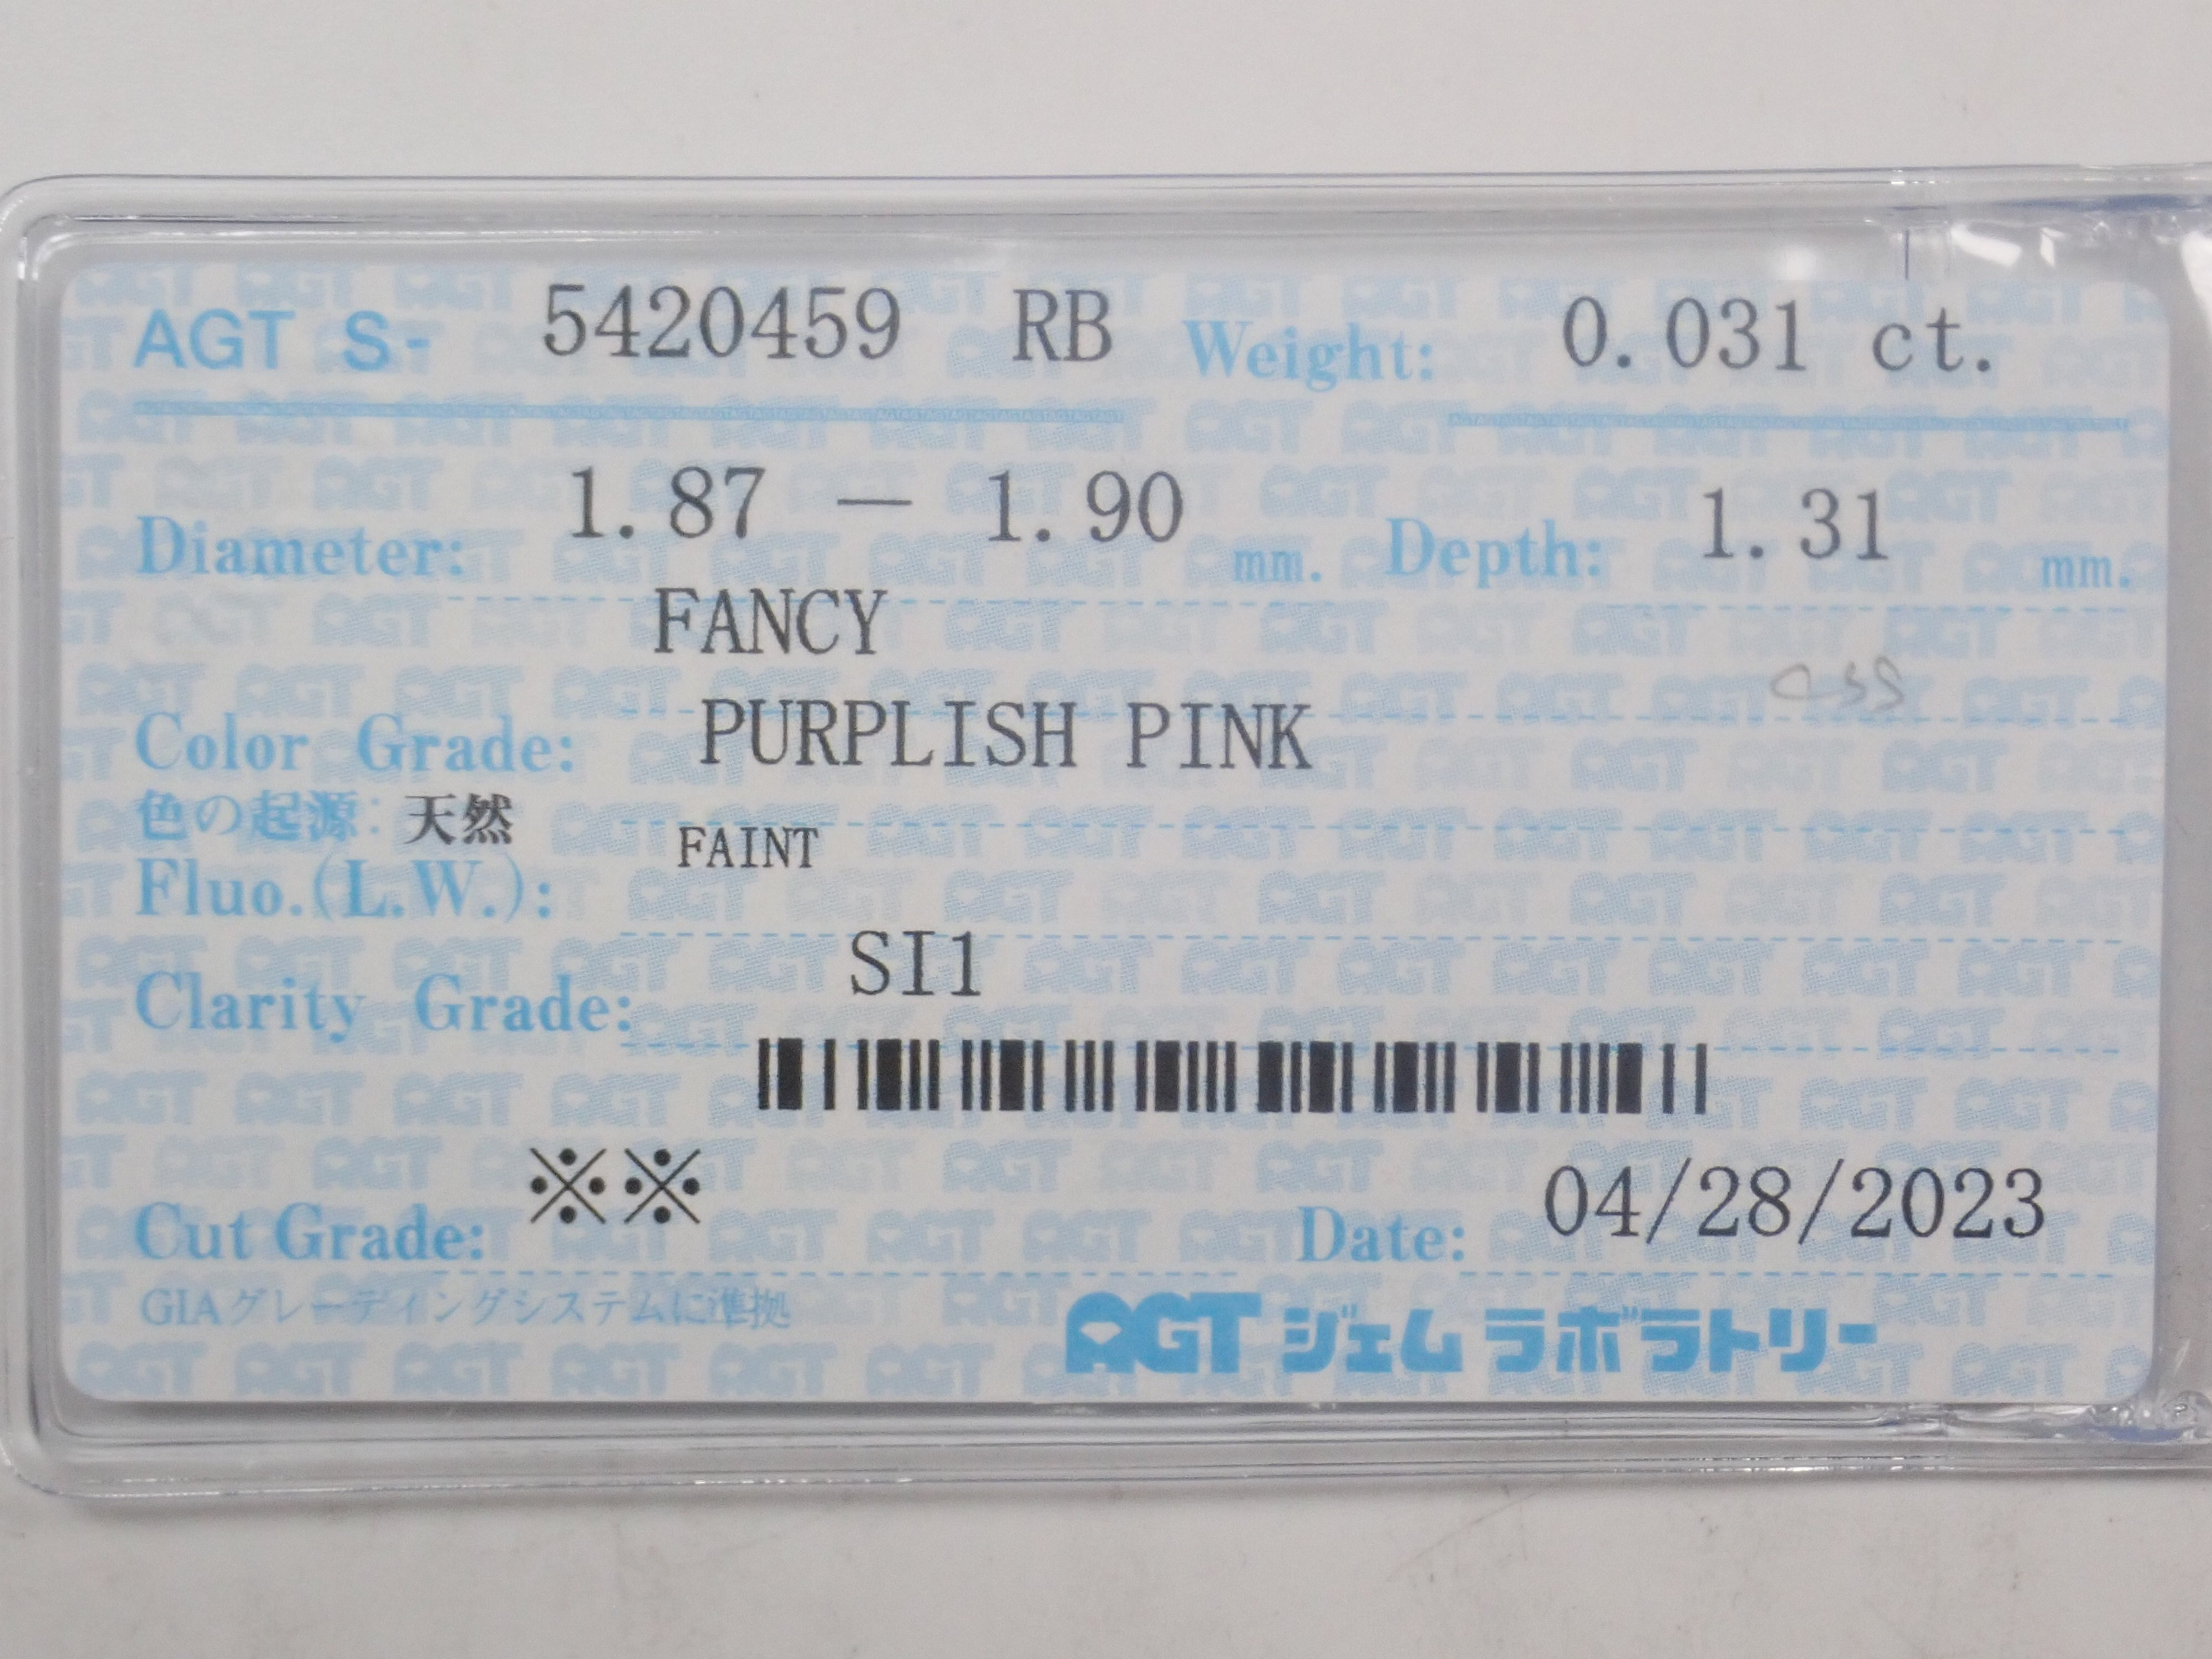 AGT S- 5420459 RB Weight: 0.031 ct.
Diameter: 1.87 — 1.90 mm. Depth: 1.31 mm.
FANCY
Color Grade: PURPLISH PINK
色の起源: 天然
Fluo.(L.W.): FAINT
Clarity Grade: SI1
Cut Grade: ※※ Date: 04/28/2023
GIAグレーディングシステムに準拠
AGT ジェム ラボラトリー